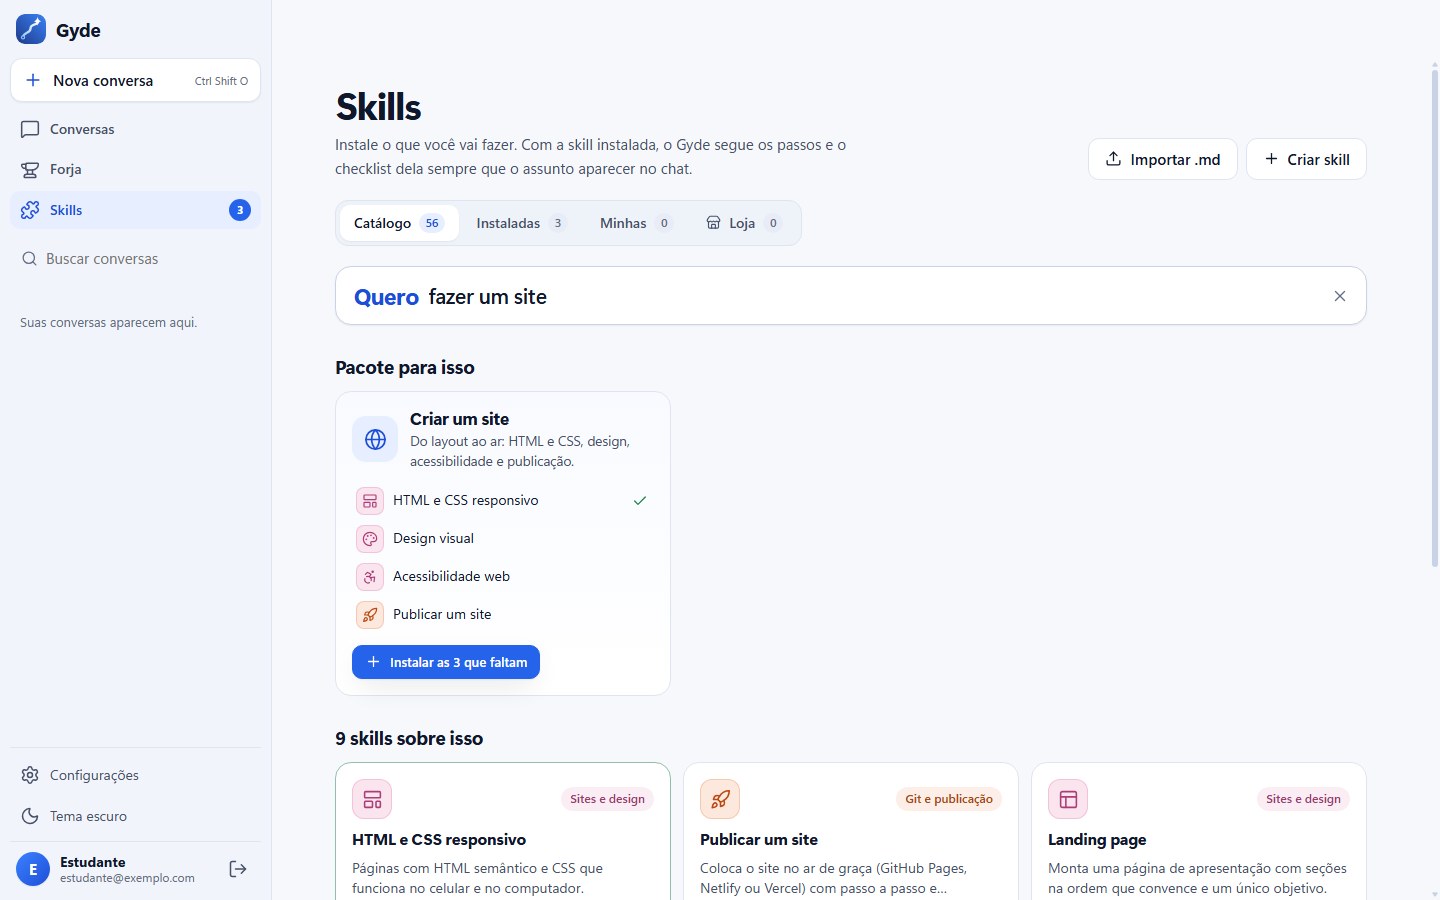 Gyde
Nova conversa
Ctrl Shift O
Conversas
Forja
Skills
3
Buscar conversas
Suas conversas aparecem aqui.
Configurações
Tema escuro
E
Estudante
estudante@exemplo.com
Skills
Instale o que você vai fazer. Com a skill instalada, o Gyde segue os passos e o
checklist dela sempre que o assunto aparecer no chat.
Importar .md
Criar skill
Catálogo 56
Instaladas 3
Minhas 0
Loja 0
Quero fazer um site
Pacote para isso
Criar um site
Do layout ao ar: HTML e CSS, design,
acessibilidade e publicação.
HTML e CSS responsivo
Design visual
Acessibilidade web
Publicar um site
Instalar as 3 que faltam
9 skills sobre isso
Sites e design
HTML e CSS responsivo
Páginas com HTML semântico e CSS que
funciona no celular e no computador.
Git e publicação
Publicar um site
Coloca o site no ar de graça (GitHub Pages,
Netlify ou Vercel) com passo a passo e...
Sites e design
Landing page
Monta uma página de apresentação com seções
na ordem que convence e um único objetivo.